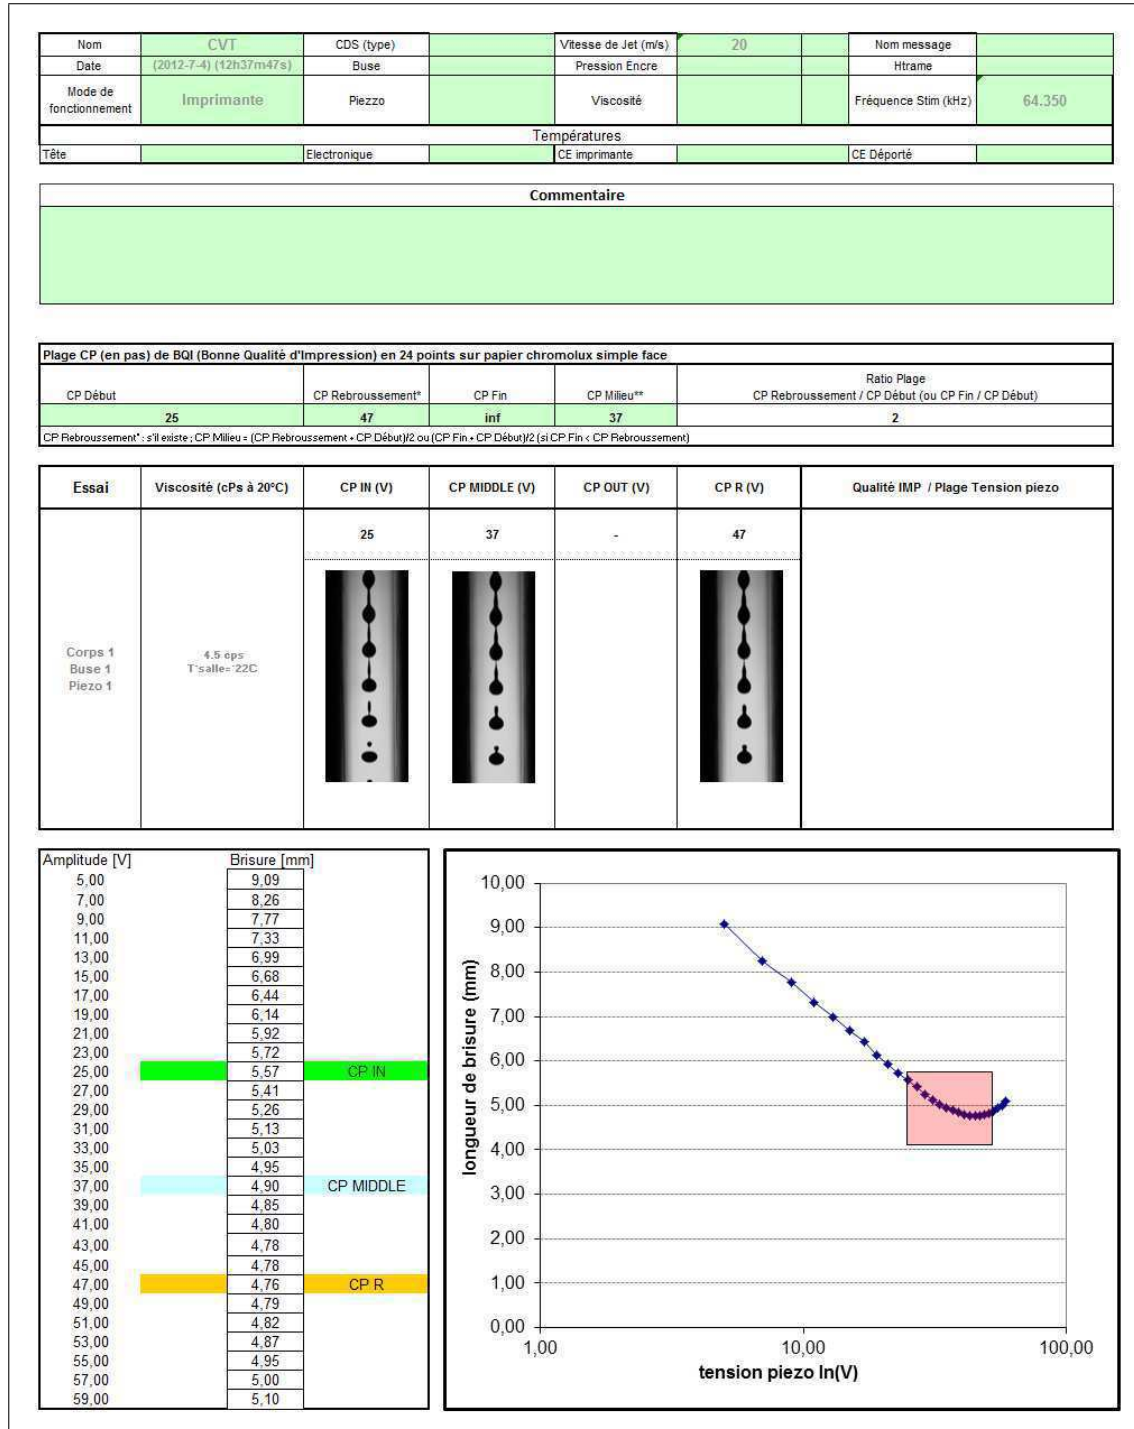 Nom CVT CDS (type) Vitesse de Jet (m/s) 20 Nom message
Date (2012-7-4) (12h37m47s) Buse Pression Encre Htrame
Mode de fonctionnement Imprimante Piezzo Viscosité Fréquence Stim (kHz) 64.350
Températures
Tête Electronique CE imprimante CE Déporté
Commentaire
Plage CP (en pas) de BQI (Bonne Qualité d'Impression) en 24 points sur papier chromolux simple face
CP Début CP Rebroussement* CP Fin CP Milieu** Ratio Plage
CP Rebroussement / CP Début (ou CP Fin / CP Début)
25 47 inf 37 2
CP Rebroussement* : s'il existe ; CP Milieu = (CP Rebroussement + CP Début)/2 ou (CP Fin + CP Début)/2 (si CP Fin < CP Rebroussement)
Essai Viscosité (cPs à 20°C) CP IN (V) CP MIDDLE (V) CP OUT (V) CP R (V) Qualité IMP / Plage Tension piezo
25 37 - 47
Corps 1
Buse 1
Piezo 1
4.5 cps
T°salle=°22C
Amplitude [V] Brisure [mm]
5,00 9,09
7,00 8,26
9,00 7,77
11,00 7,33
13,00 6,99
15,00 6,68
17,00 6,44
19,00 6,14
21,00 5,92
23,00 5,72
25,00 5,57 CP IN
27,00 5,41
29,00 5,26
31,00 5,13
33,00 5,03
35,00 4,95
37,00 4,90 CP MIDDLE
39,00 4,85
41,00 4,80
43,00 4,78
45,00 4,78
47,00 4,76 CP R
49,00 4,79
51,00 4,82
53,00 4,87
55,00 4,95
57,00 5,00
59,00 5,10
longueur de brisure (mm)
10,00
9,00
8,00
7,00
6,00
5,00
4,00
3,00
2,00
1,00
0,00
1,00 10,00 100,00
tension piezo ln(V)